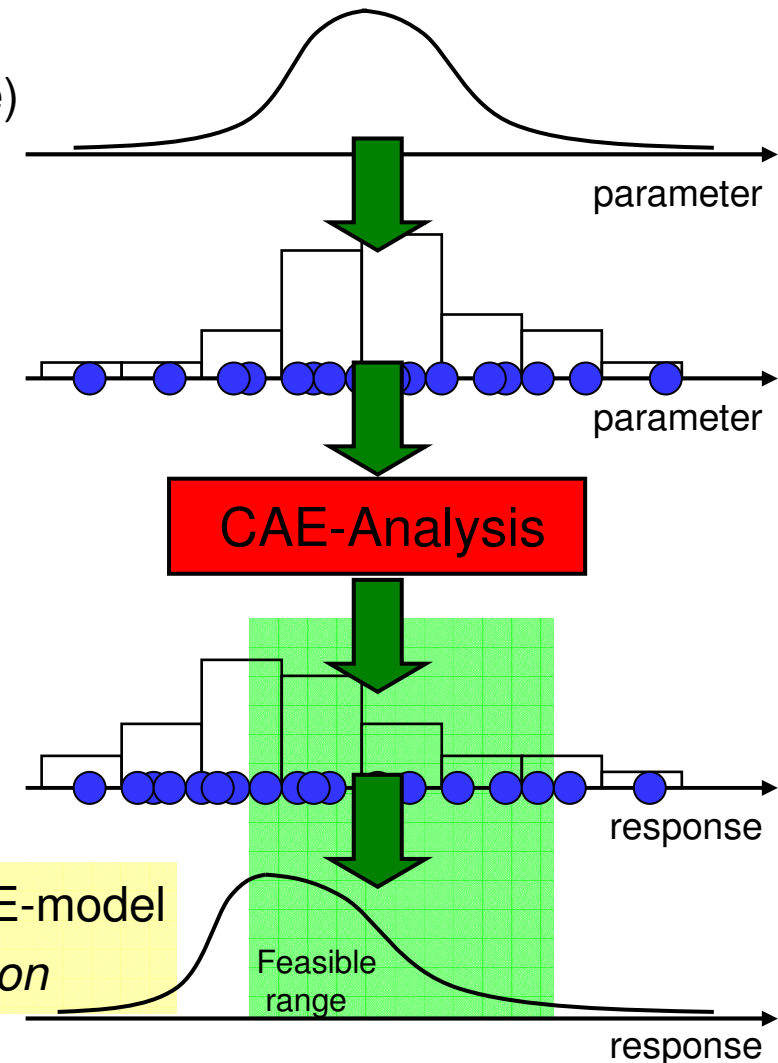 )
parameter
parameter
CAE-Analysis
response
E-model
on
Feasible
range
response